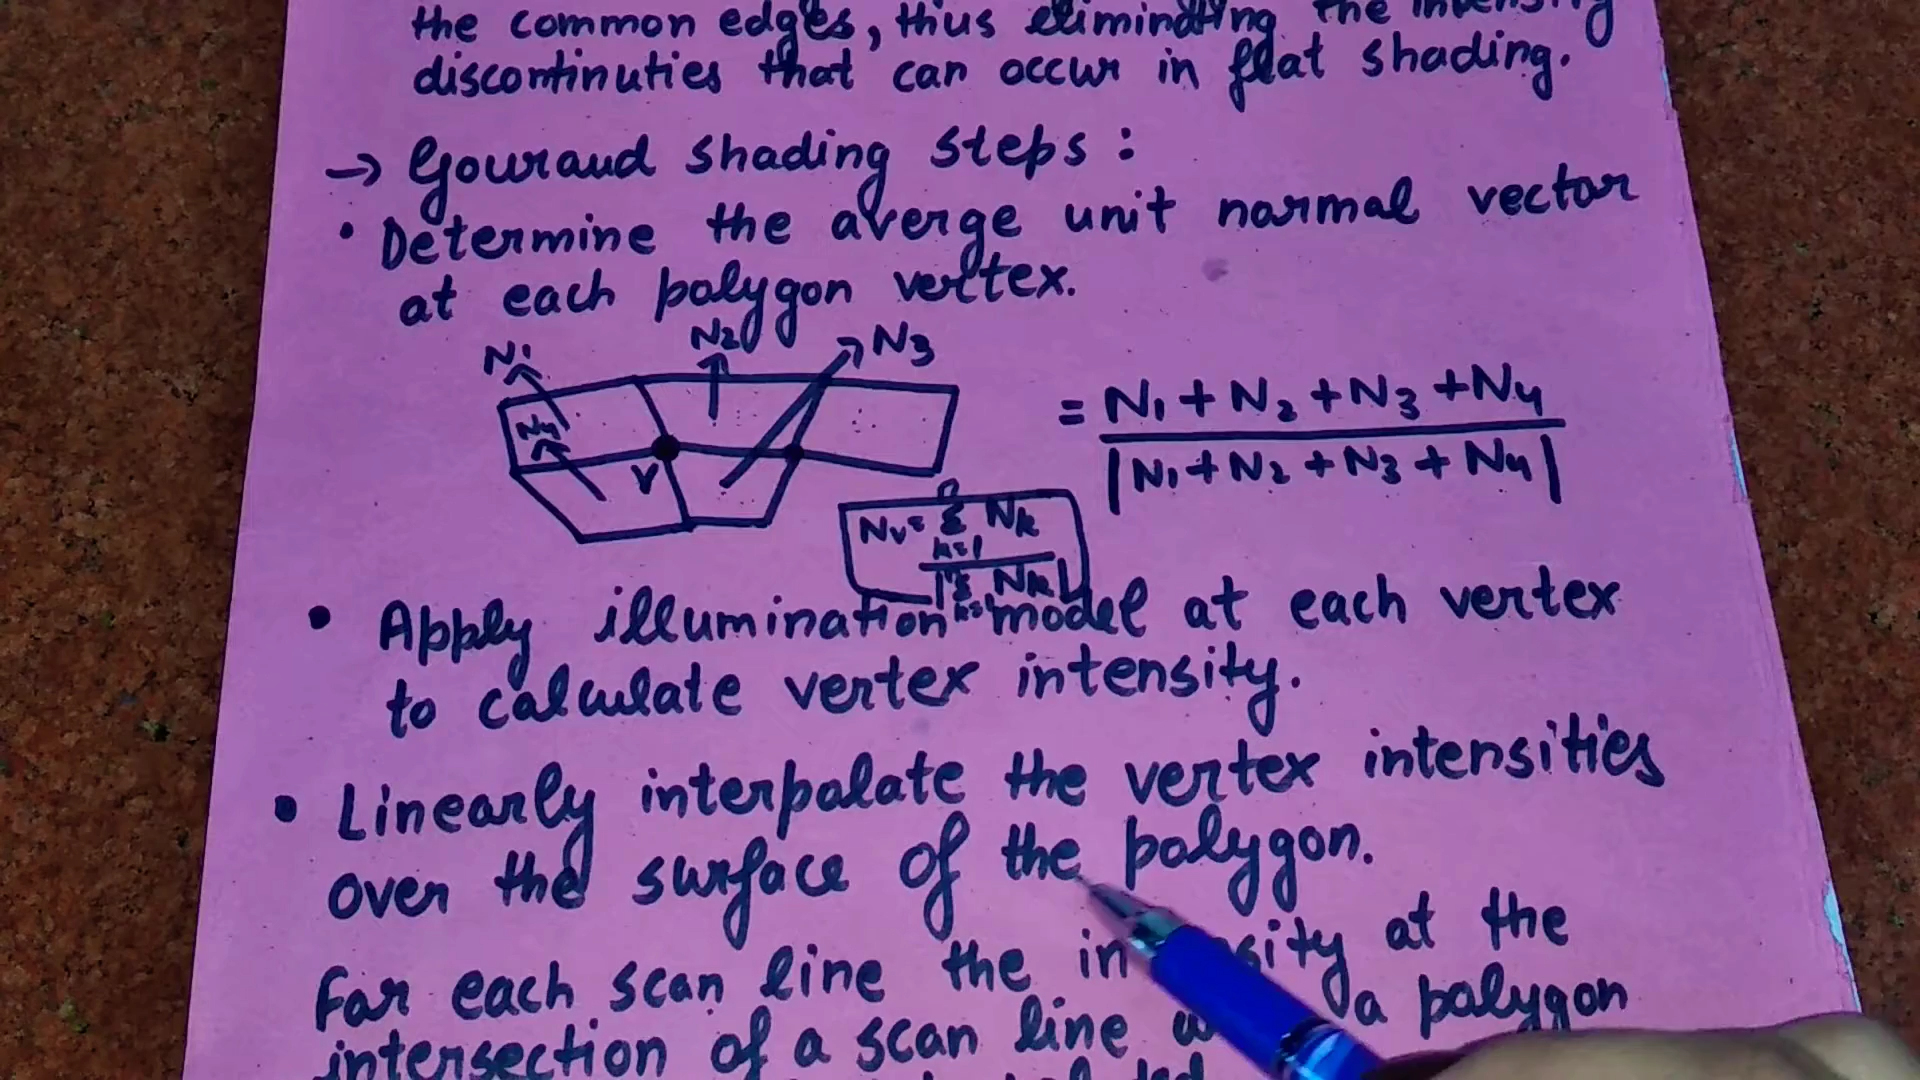 the common edges, thus eliminating the intensity
discontinuties that can occur in flat shading.
→ Gouraud shading steps :
• Determine the averge unit normal vector
at each polygon vertex.
N1 N2 N3
N4
V
= N1 + N2 + N3 + N4
|N1 + N2 + N3 + N4|
Nv = Σ Nk
k=1
|Σ Nk|
• Apply illumination model at each vertex
to calculate vertex intensity.
• Linearly interpolate the vertex intensities
over the surface of the polygon.
For each scan line the at the
intersection of a scan line a polygon